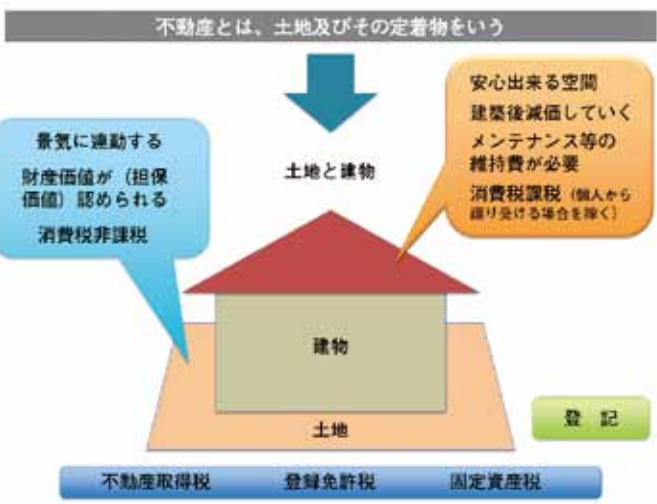 不動産とは、土地及びその定着物をいう
景気に連動する
財産価値が（担保
価値）認められる
消費税非課税
土地と建物
安心出来る空間
建築後減価していく
メンテナンス等の
維持費が必要
消費税課税（個人から
譲り受ける場合を除く）
建物
土地
登 記
不動産取得税 登録免許税 固定資産税